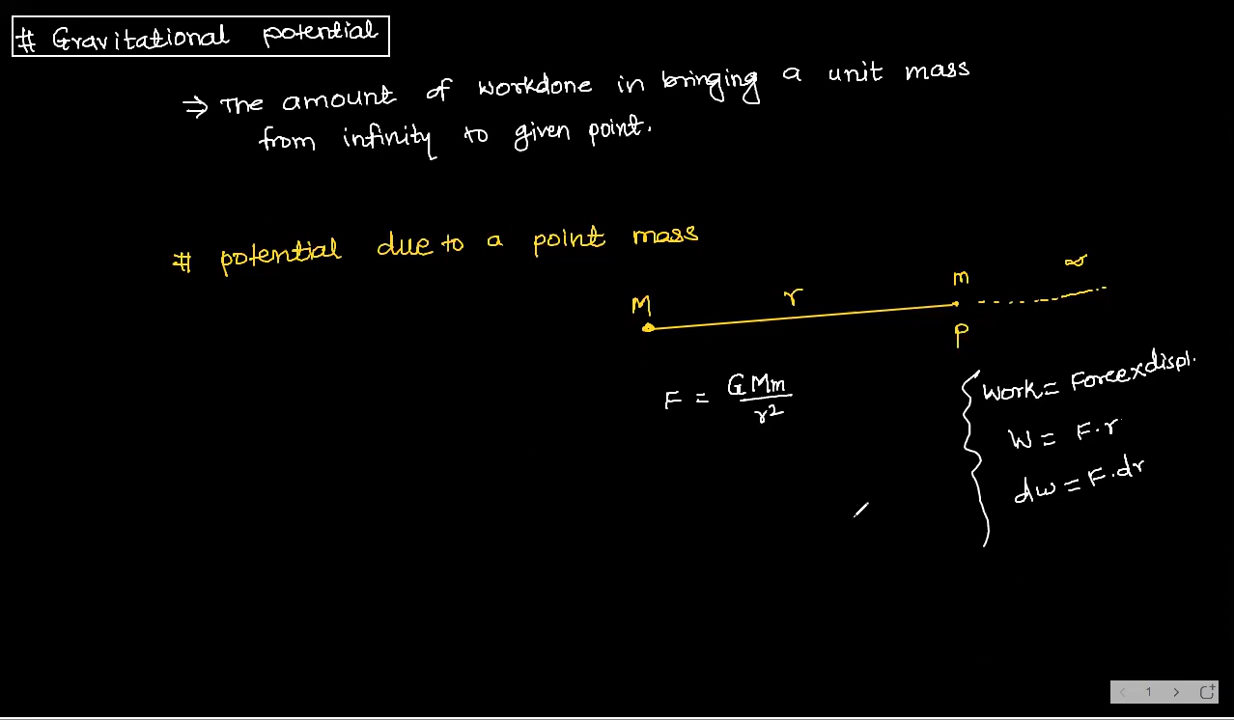 # Gravitational potential
⇒ The amount of workdone in bringing a unit mass
from infinity to given point.
# potential due to a point mass
∞
M
r
m
P
F = GMm/r²
Work = Force×displ.
W = F.r
dw = F.dr
1